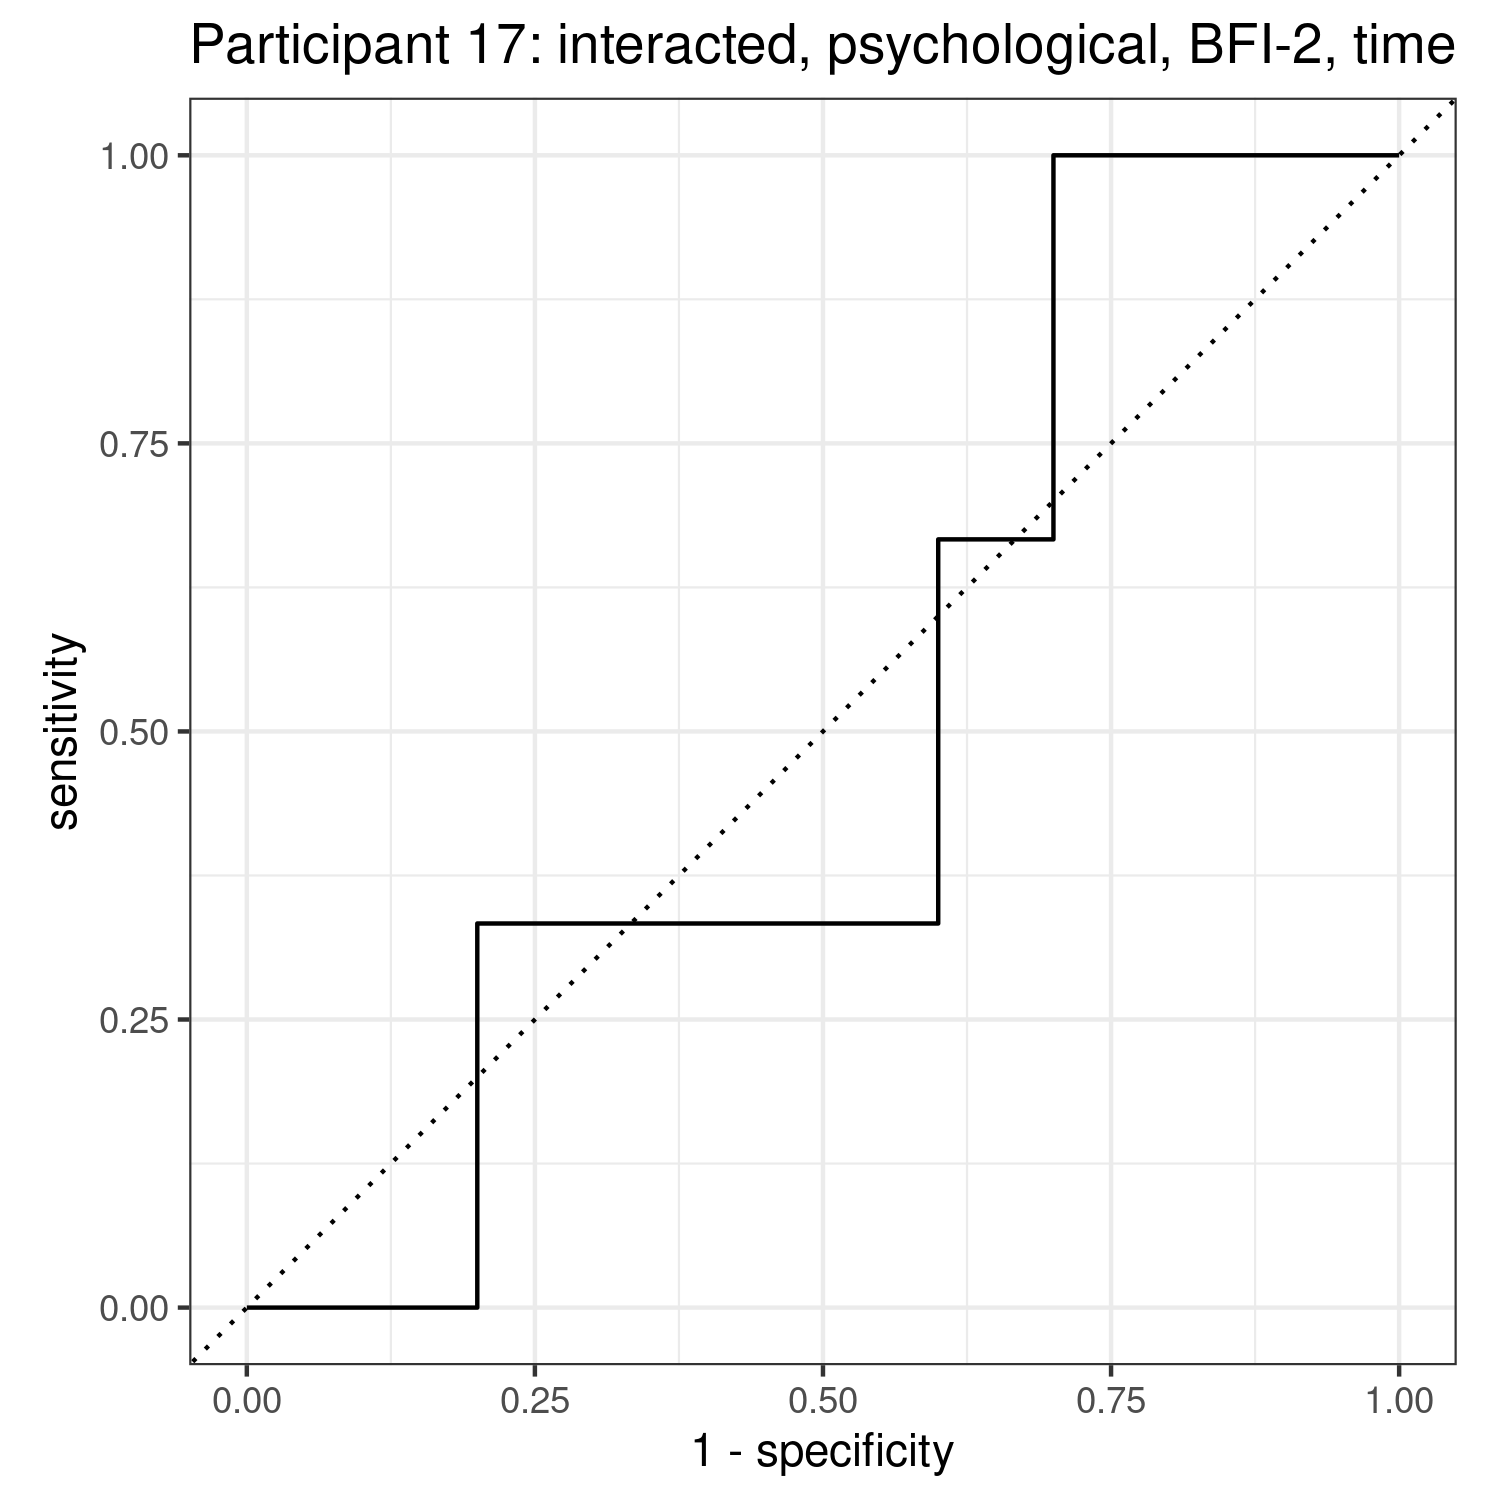 Participant 17: interacted, psychological, BFI-2, time
1.00
0.75
0.50
0.25
0.00
sensitivity
0.00 0.25 0.50 0.75 1.00
1 - specificity